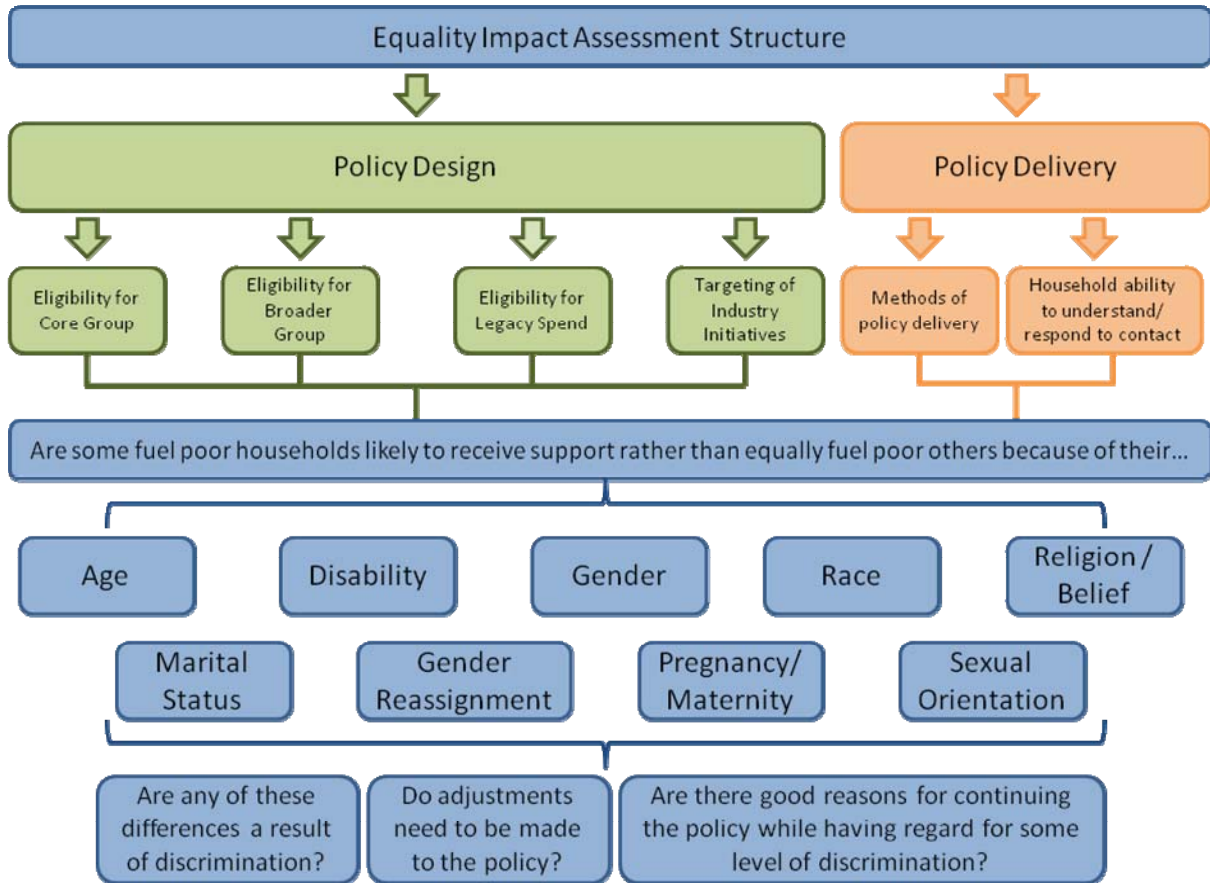 Equality Impact Assessment Structure
Policy Design
Policy Delivery
Eligibility for
Core Group
Eligibility for
Broader
Group
Eligibility for
Legacy Spend
Targeting of
Industry
Initiatives
Methods of
policy delivery
Household ability
to understand/
respond to contact
Are some fuel poor households likely to receive support rather than equally fuel poor others because of their...
Age
Disability
Gender
Race
Religion /
Belief
Marital
Status
Gender
Reassignment
Pregnancy/
Maternity
Sexual
Orientation
Are any of these
differences a result
of discrimination?
Do adjustments
need to be made
to the policy?
Are there good reasons for continuing
the policy while having regard for some
level of discrimination?